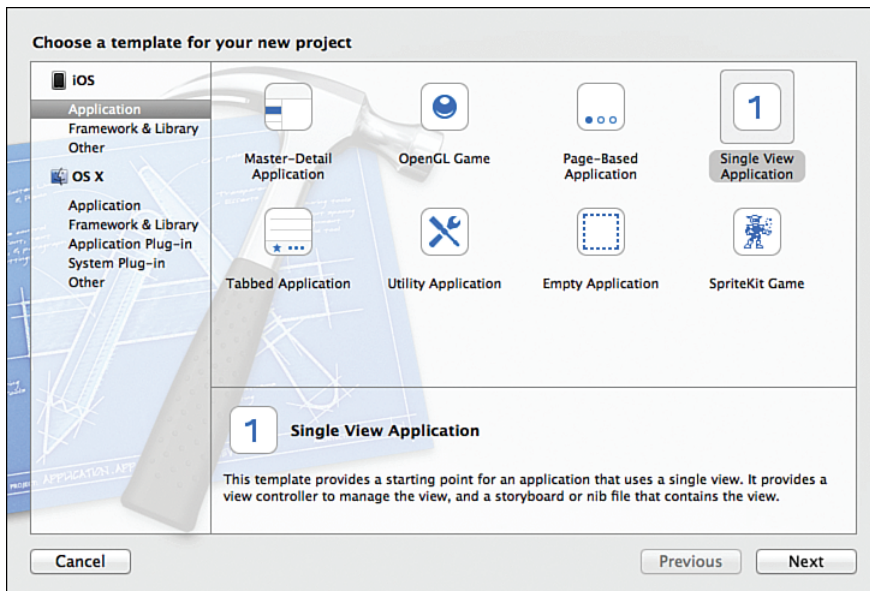 Choose a template for your new project
iOS
Application
Framework & Library
Other
OS X
Application
Framework & Library
Application Plug-in
System Plug-in
Other
Master-Detail
Application
OpenGL Game
Page-Based
Application
1
Single View
Application
Tabbed Application
Utility Application
Empty Application
SpriteKit Game
1
Single View Application
This template provides a starting point for an application that uses a single view. It provides a
view controller to manage the view, and a storyboard or nib file that contains the view.
Cancel
Previous
Next